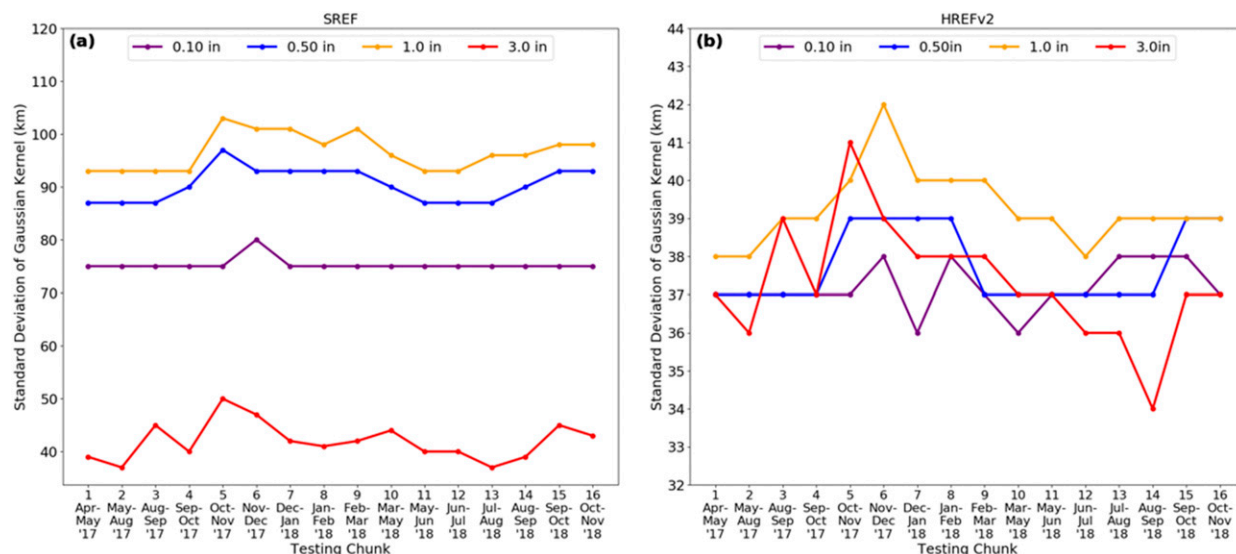 SREF
(a)
0.10 in 0.50 in 1.0 in 3.0 in
Standard Deviation of Gaussian Kernel (km)
120
110
100
90
80
70
60
50
40
1 2 3 4 5 6 7 8 9 10 11 12 13 14 15 16
Apr- May- Aug- Sep- Oct- Nov- Dec- Jan- Feb- Mar- May- Jun- Jul- Aug- Sep- Oct-
May Aug Sep Oct Nov Dec Jan Feb Mar May Jun Jul Aug Sep Oct Nov
'17 '17 '17 '17 '17 '17 '18 '18 '18 '18 '18 '18 '18 '18 '18 '18
Testing Chunk
HREFv2
(b)
0.10 in 0.50in 1.0 in 3.0in
Standard Deviation of Gaussian Kernel (km)
44
43
42
41
40
39
38
37
36
35
34
33
32
1 2 3 4 5 6 7 8 9 10 11 12 13 14 15 16
Apr- May- Aug- Sep- Oct- Nov- Dec- Jan- Feb- Mar- May- Jun- Jul- Aug- Sep- Oct-
May Aug Sep Oct Nov Dec Jan Feb Mar May Jun Jul Aug Sep Oct Nov
'17 '17 '17 '17 '17 '17 '18 '18 '18 '18 '18 '18 '18 '18 '18 '18
Testing Chunk